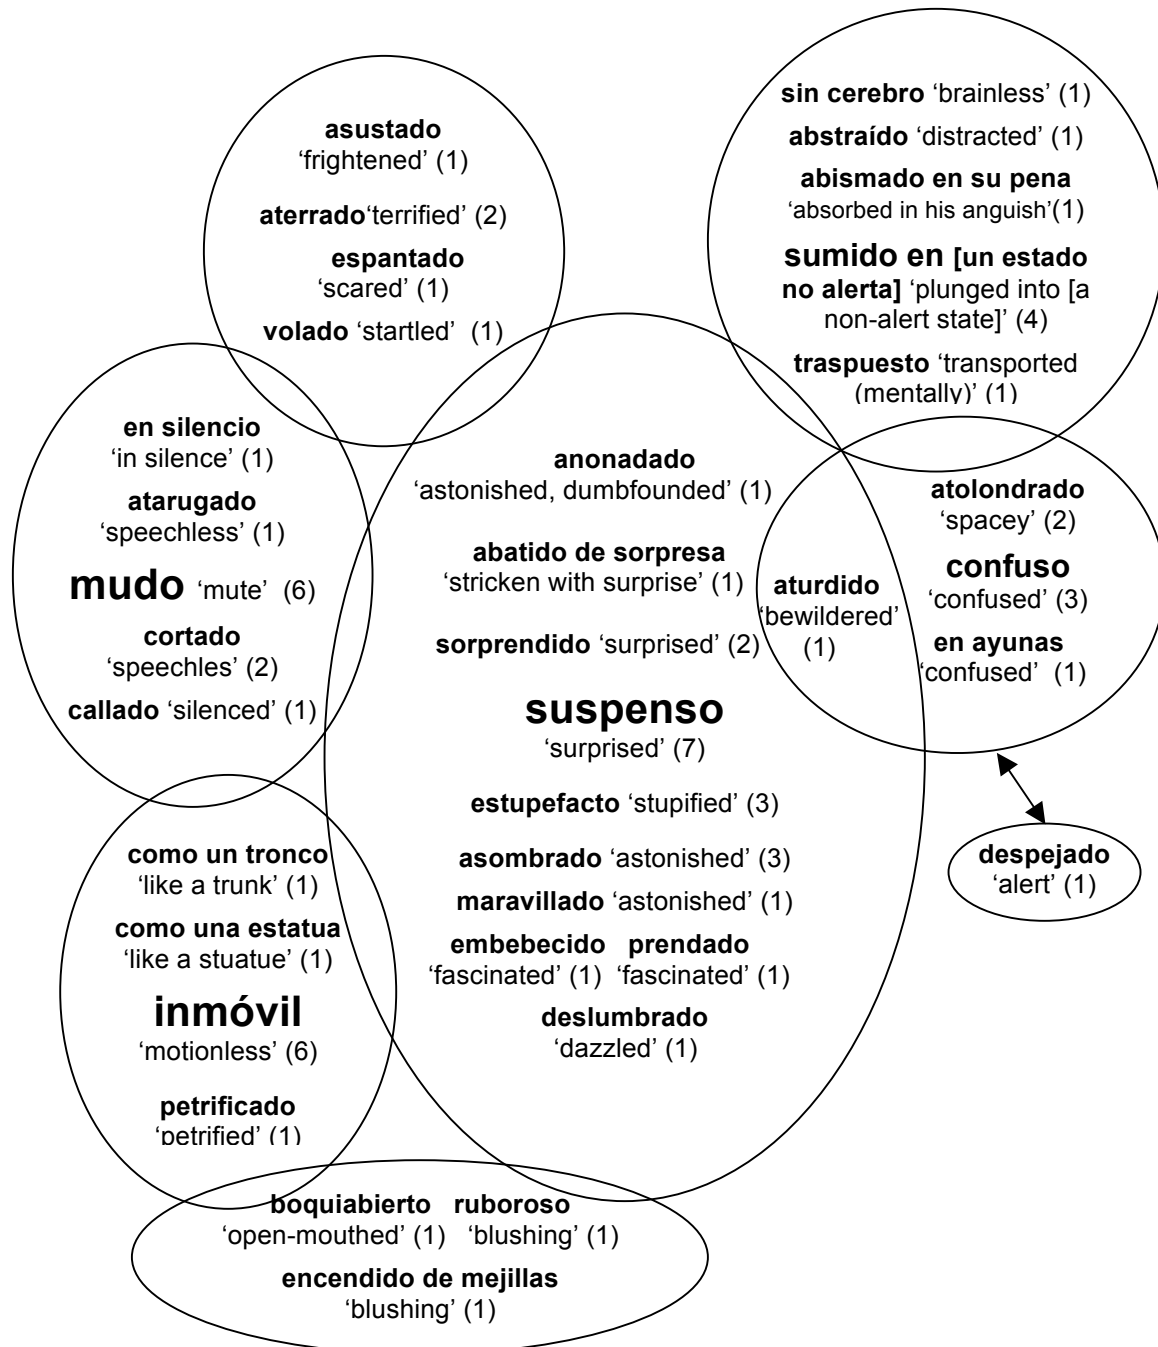 asustado
‘frightened’ (1)
aterrado‘terrified’ (2)
espantado
‘scared’ (1)
volado ‘startled’ (1)
sin cerebro ‘brainless’ (1)
abstraído ‘distracted’ (1)
abismado en su pena
‘absorbed in his anguish’(1)
sumido en [un estado
no alerta] ‘plunged into [a
non-alert state]’ (4)
traspuesto ‘transported
(mentally)’ (1)
en silencio
‘in silence’ (1)
atarugado
‘speechless’ (1)
mudo ‘mute’ (6)
cortado
‘speechles’ (2)
callado ‘silenced’ (1)
anonadado
‘astonished, dumbfounded’ (1)
abatido de sorpresa
‘stricken with surprise’ (1)
sorprendido ‘surprised’ (2)
suspenso
‘surprised’ (7)
estupefacto ‘stupified’ (3)
asombrado ‘astonished’ (3)
maravillado ‘astonished’ (1)
embebecido prendado
‘fascinated’ (1) ‘fascinated’ (1)
deslumbrado
‘dazzled’ (1)
aturdido
‘bewildered’
(1)
atolondrado
‘spacey’ (2)
confuso
‘confused’ (3)
en ayunas
‘confused’ (1)
despejado
‘alert’ (1)
como un tronco
‘like a trunk’ (1)
como una estatua
‘like a stuatue’ (1)
inmóvil
‘motionless’ (6)
petrificado
‘petrified’ (1)
boquiabierto ruboroso
‘open-mouthed’ (1) ‘blushing’ (1)
encendido de mejillas
‘blushing’ (1)